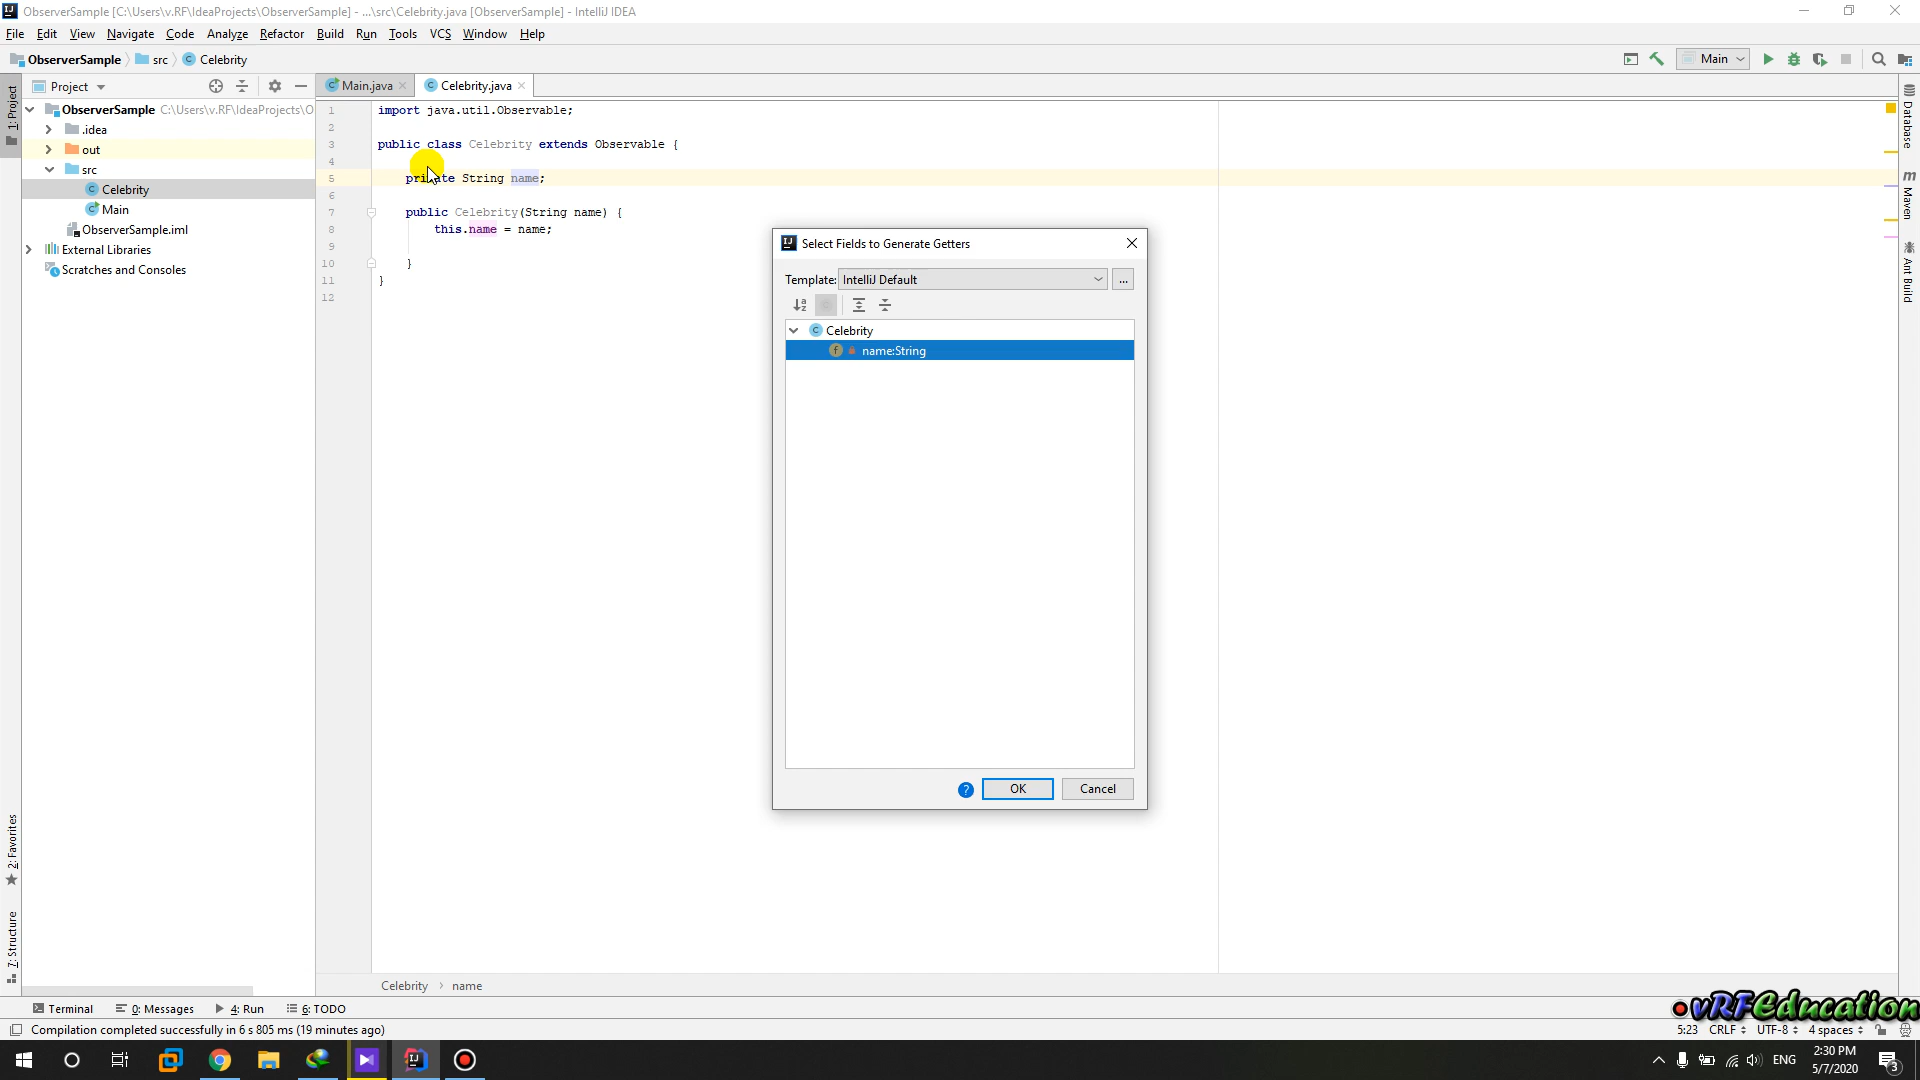 ObserverSample [C:\Users\v.RF\IdeaProjects\ObserverSample] - ...\src\Celebrity.java [ObserverSample] - IntelliJ IDEA
File Edit View Navigate Code Analyze Refactor Build Run Tools VCS Window Help
ObserverSample src Celebrity
Main
Project
Main.java
Celebrity.java
1: Project
ObserverSample C:\Users\v.RF\IdeaProjects\O
.idea
out
src
Celebrity
Main
ObserverSample.iml
External Libraries
Scratches and Consoles
1 import java.util.Observable;
2
3 public class Celebrity extends Observable {
4
5 private String name;
6
7 public Celebrity(String name) {
8 this.name = name;
9
10 }
11 }
12
Select Fields to Generate Getters
Template: IntelliJ Default
...
Celebrity
f name:String
? OK Cancel
Database
m Maven
Ant Build
2: Favorites
7: Structure
Celebrity › name
Terminal 0: Messages 4: Run 6: TODO
vRFEducation
Compilation completed successfully in 6 s 805 ms (19 minutes ago)
5:23 CRLF UTF-8 4 spaces
ENG
2:30 PM
5/7/2020
3